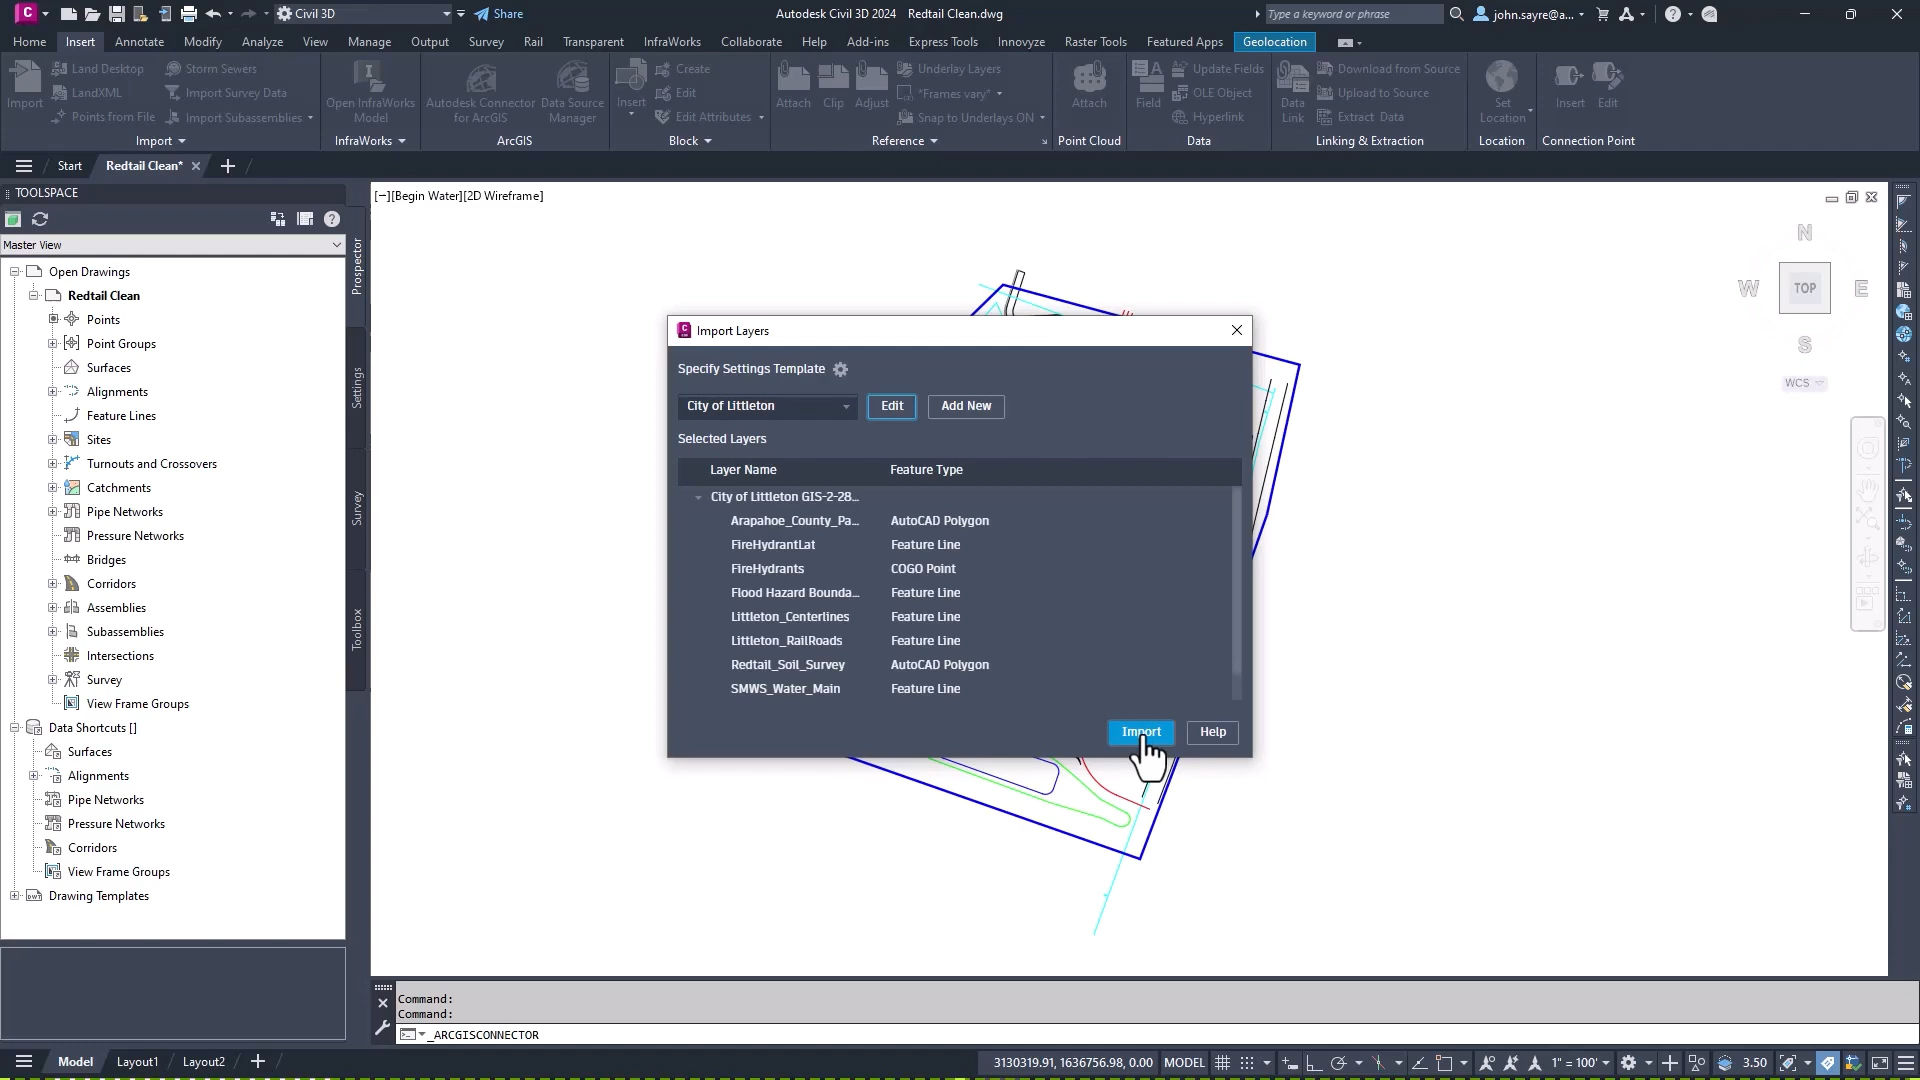 Civil 3D
Share
Autodesk Civil 3D 2024 Redtail Clean.dwg
Type a keyword or phrase
john.sayre@a...
Home Insert Annotate Modify Analyze View Manage Output Survey Rail Transparent InfraWorks Collaborate Help Add-ins Express Tools Innovyze Raster Tools Featured Apps Geolocation
Import
Land Desktop
LandXML
Points from File
Storm Sewers
Import Survey Data
Import Subassemblies
Open InfraWorks
Model
Autodesk Connector
for ArcGIS
Data Source
Manager
Insert
Create
Edit
Edit Attributes
Attach
Clip
Adjust
Underlay Layers
*Frames vary*
Snap to Underlays ON
Attach
Field
Update Fields
OLE Object
Hyperlink
Data
Link
Download from Source
Upload to Source
Extract Data
Set
Location
Insert
Edit
Import InfraWorks ArcGIS Block Reference Point Cloud Data Linking & Extraction Location Connection Point
Start
Redtail Clean*
TOOLSPACE
Master View
Open Drawings
Redtail Clean
Points
Point Groups
Surfaces
Alignments
Feature Lines
Sites
Turnouts and Crossovers
Catchments
Pipe Networks
Pressure Networks
Bridges
Corridors
Assemblies
Subassemblies
Intersections
Survey
View Frame Groups
Data Shortcuts []
Surfaces
Alignments
Pipe Networks
Pressure Networks
Corridors
View Frame Groups
Drawing Templates
Prospector
Settings
Survey
Toolbox
[−][Begin Water][2D Wireframe]
N
W
TOP
E
S
WCS
Import Layers
Specify Settings Template
City of Littleton
Edit
Add New
Selected Layers
Layer Name Feature Type
City of Littleton GIS-2-28...
Arapahoe_County_Pa... AutoCAD Polygon
FireHydrantLat Feature Line
FireHydrants COGO Point
Flood Hazard Bounda... Feature Line
Littleton_Centerlines Feature Line
Littleton_RailRoads Feature Line
Redtail_Soil_Survey AutoCAD Polygon
SMWS_Water_Main Feature Line
Import
Help
Command:
Command:
_ARCGISCONNECTOR
Model Layout1 Layout2
3130319.91, 1636756.98, 0.00 MODEL
1" = 100'
3.50